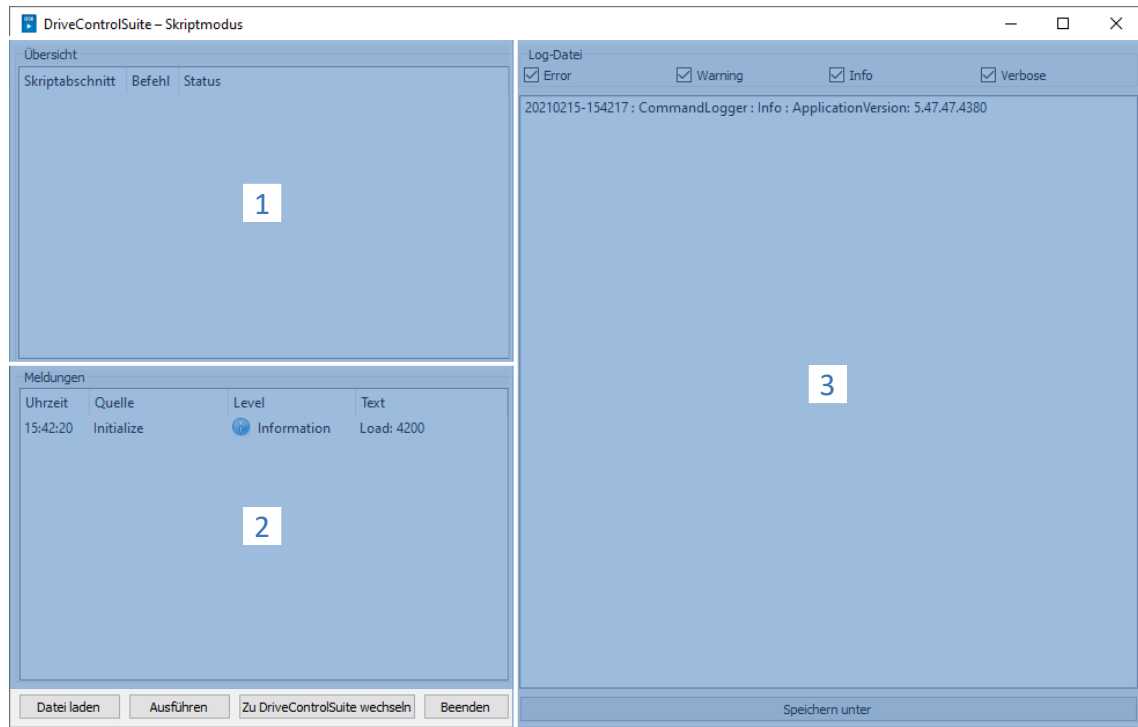 DriveControlSuite – Skriptmodus
Übersicht
Skriptabschnitt Befehl Status
1
Meldungen
Uhrzeit Quelle Level Text
15:42:20 Initialize Information Load: 4200
2
Datei laden Ausführen Zu DriveControlSuite wechseln Beenden
Log-Datei
Error Warning Info Verbose
20210215-154217 : CommandLogger : Info : ApplicationVersion: 5.47.47.4380
3
Speichern unter